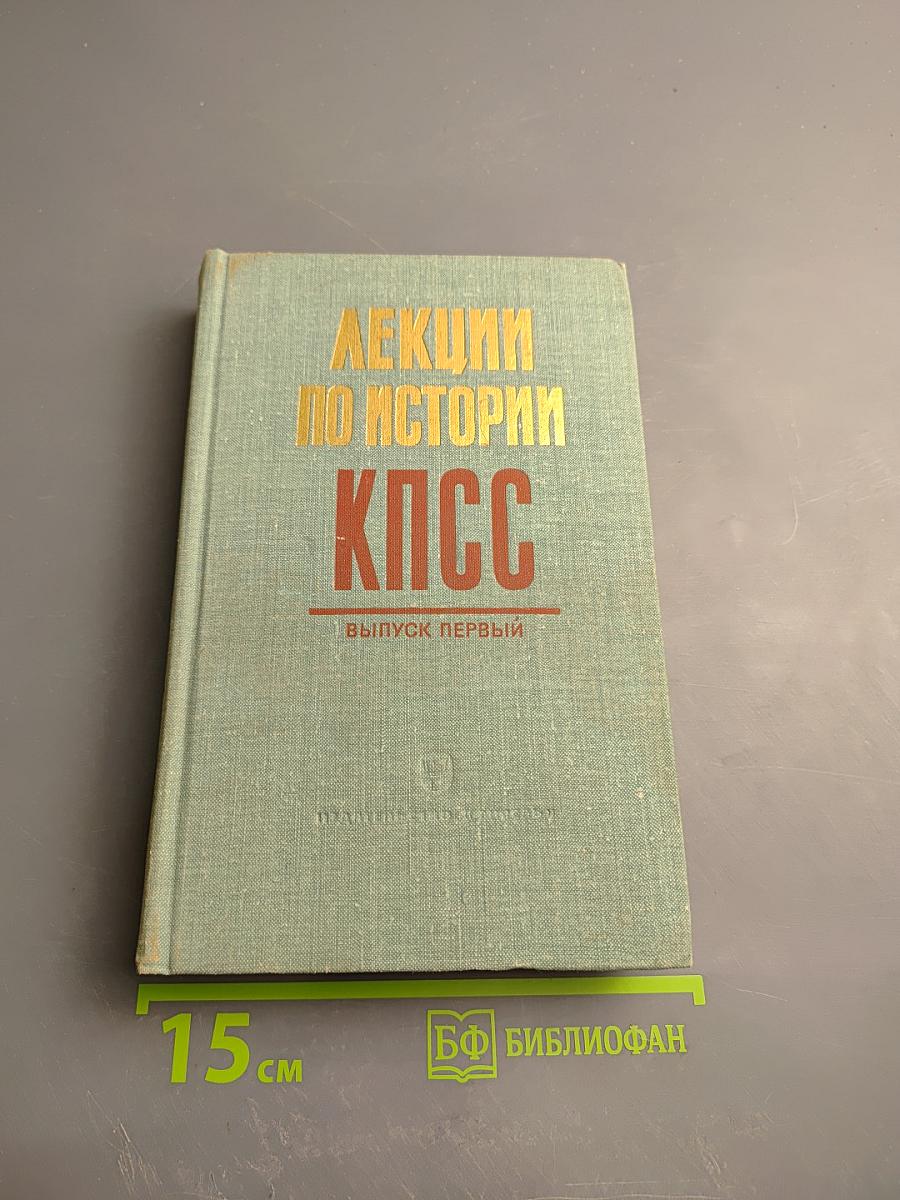 ЛЕКЦИИ
ПО ИСТОРИИ
КПСС
ВЫПУСК ПЕРВЫЙ
15 см
БФ БИБЛИОФАН